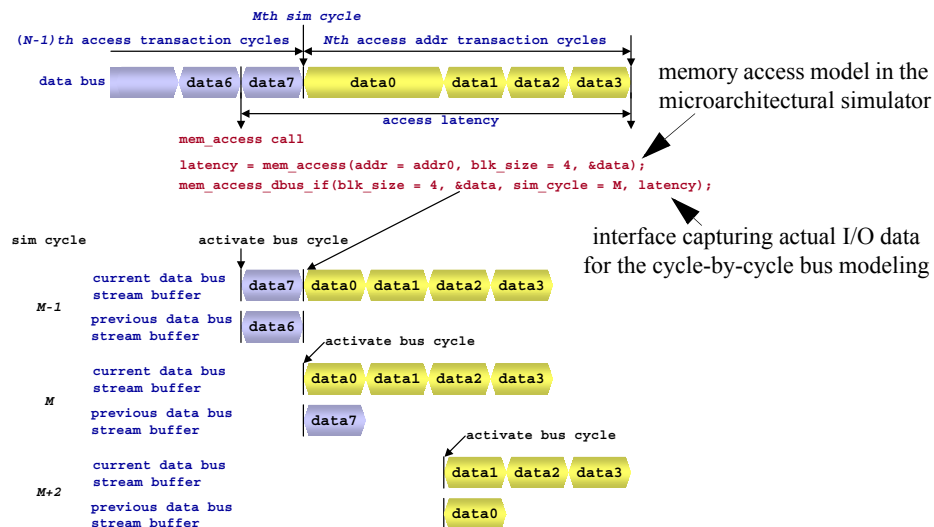 Mth sim cycle
(N-1)th access transaction cycles
Nth access addr transaction cycles
data bus
data6
data7
data0
data1
data2
data3
memory access model in the
microarchitectural simulator
access latency
mem_access call
latency = mem_access(addr = addr0, blk_size = 4, &data);
mem_access_dbus_if(blk_size = 4, &data, sim_cycle = M, latency);
interface capturing actual I/O data
for the cycle-by-cycle bus modeling
sim cycle
activate bus cycle
M-1
current data bus
stream buffer
data7
data0
data1
data2
data3
previous data bus
stream buffer
data6
activate bus cycle
M
current data bus
stream buffer
data0
data1
data2
data3
previous data bus
stream buffer
data7
activate bus cycle
M+2
current data bus
stream buffer
data1
data2
data3
previous data bus
stream buffer
data0